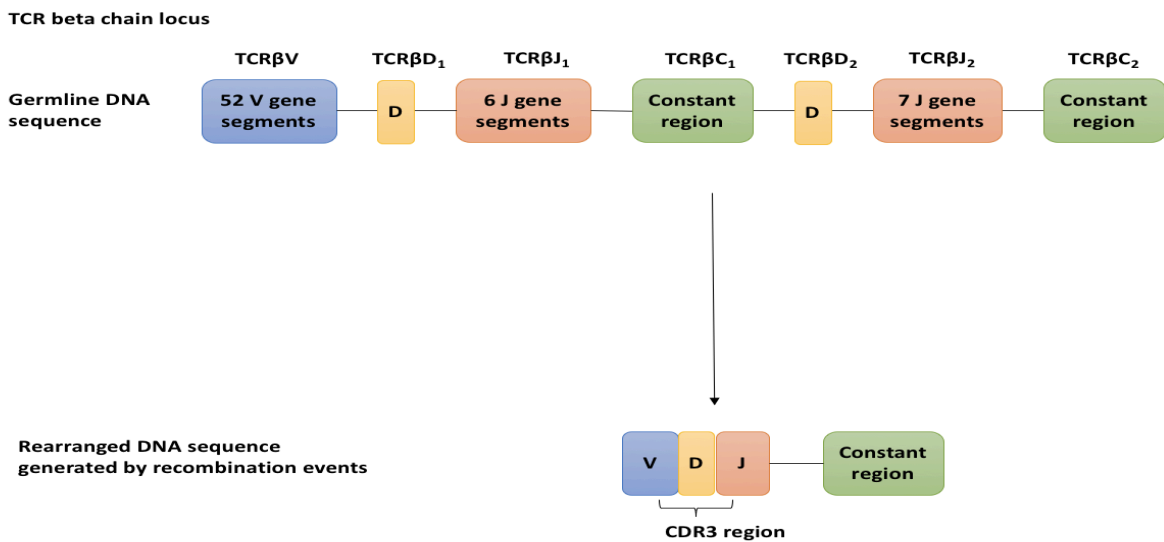 TCR beta chain locus
TCRβV TCRβD₁ TCRβJ₁ TCRβC₁ TCRβD₂ TCRβJ₂ TCRβC₂
Germline DNA
sequence
52 V gene
segments
D
6 J gene
segments
Constant
region
D
7 J gene
segments
Constant
region
Rearranged DNA sequence
generated by recombination events
V D J
Constant
region
CDR3 region